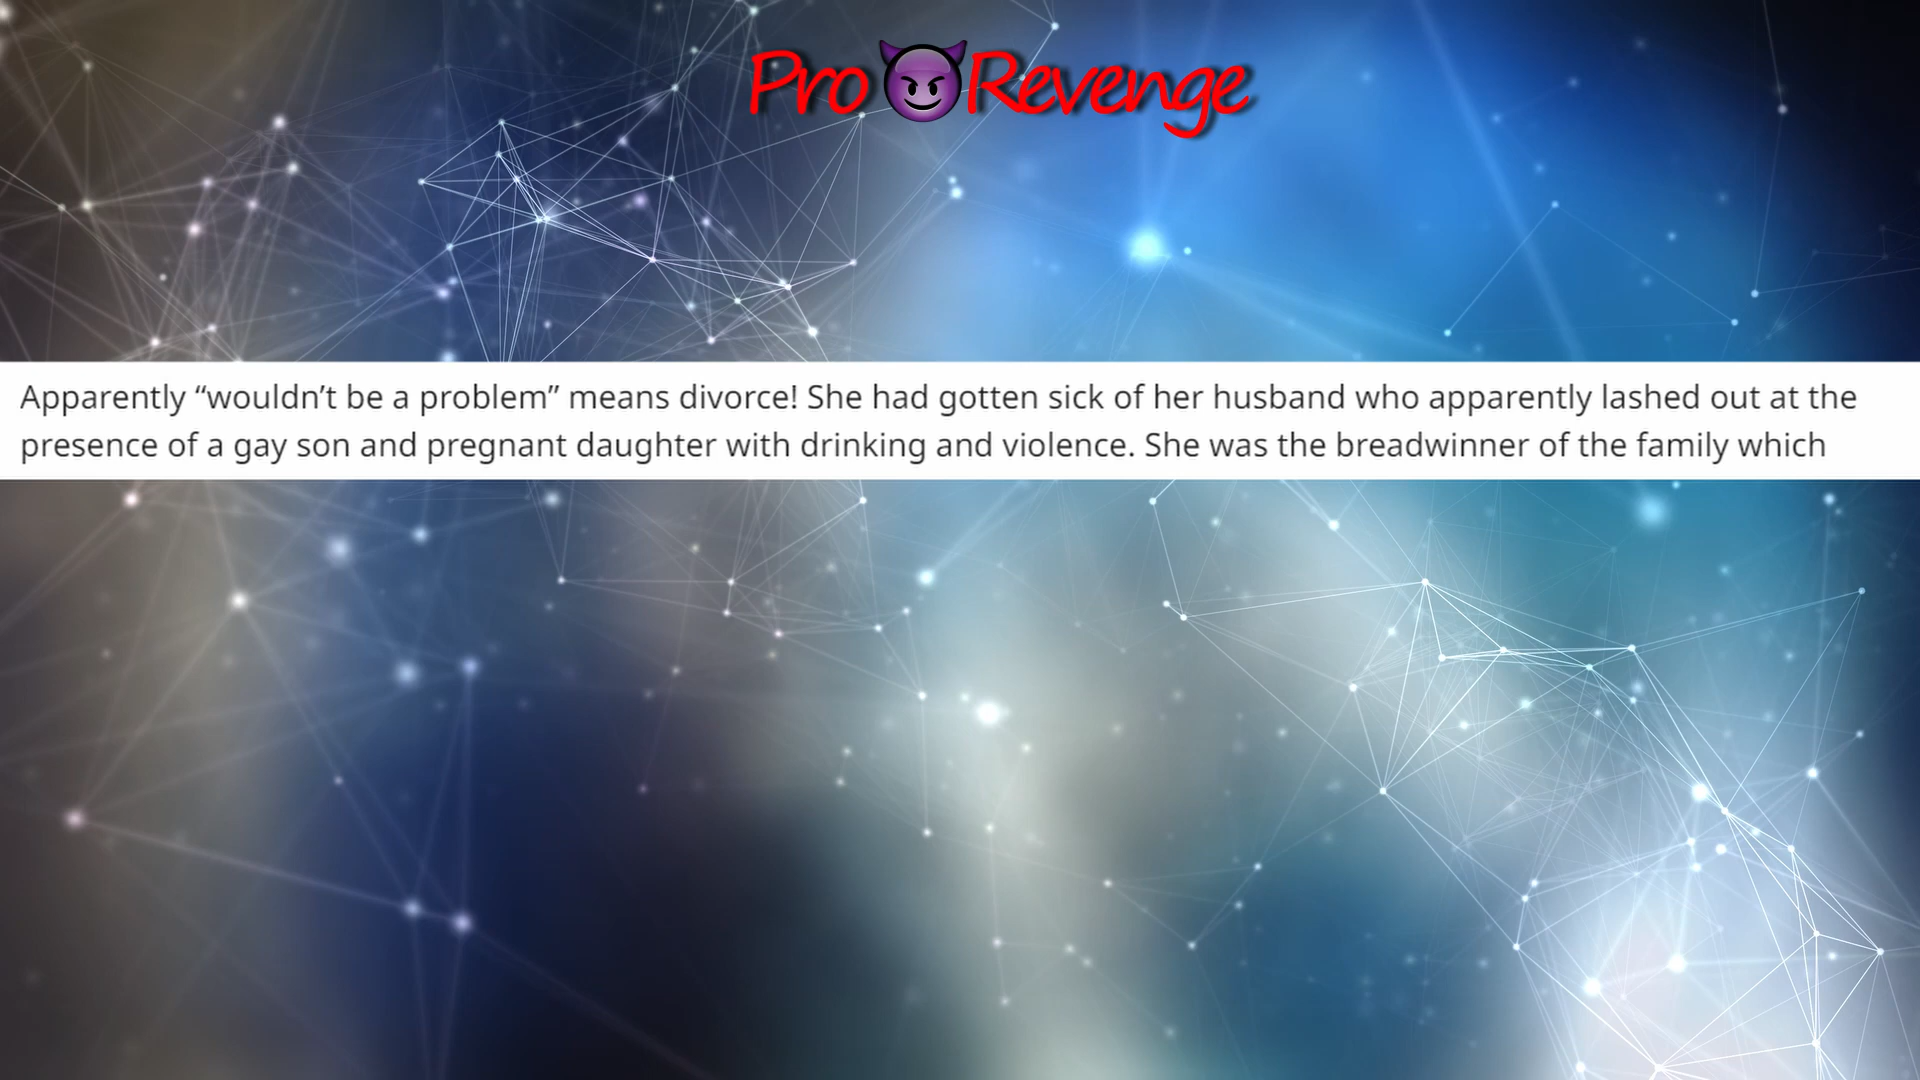 Pro 😈 Revenge
Apparently “wouldn’t be a problem” means divorce! She had gotten sick of her husband who apparently lashed out at the
presence of a gay son and pregnant daughter with drinking and violence. She was the breadwinner of the family which